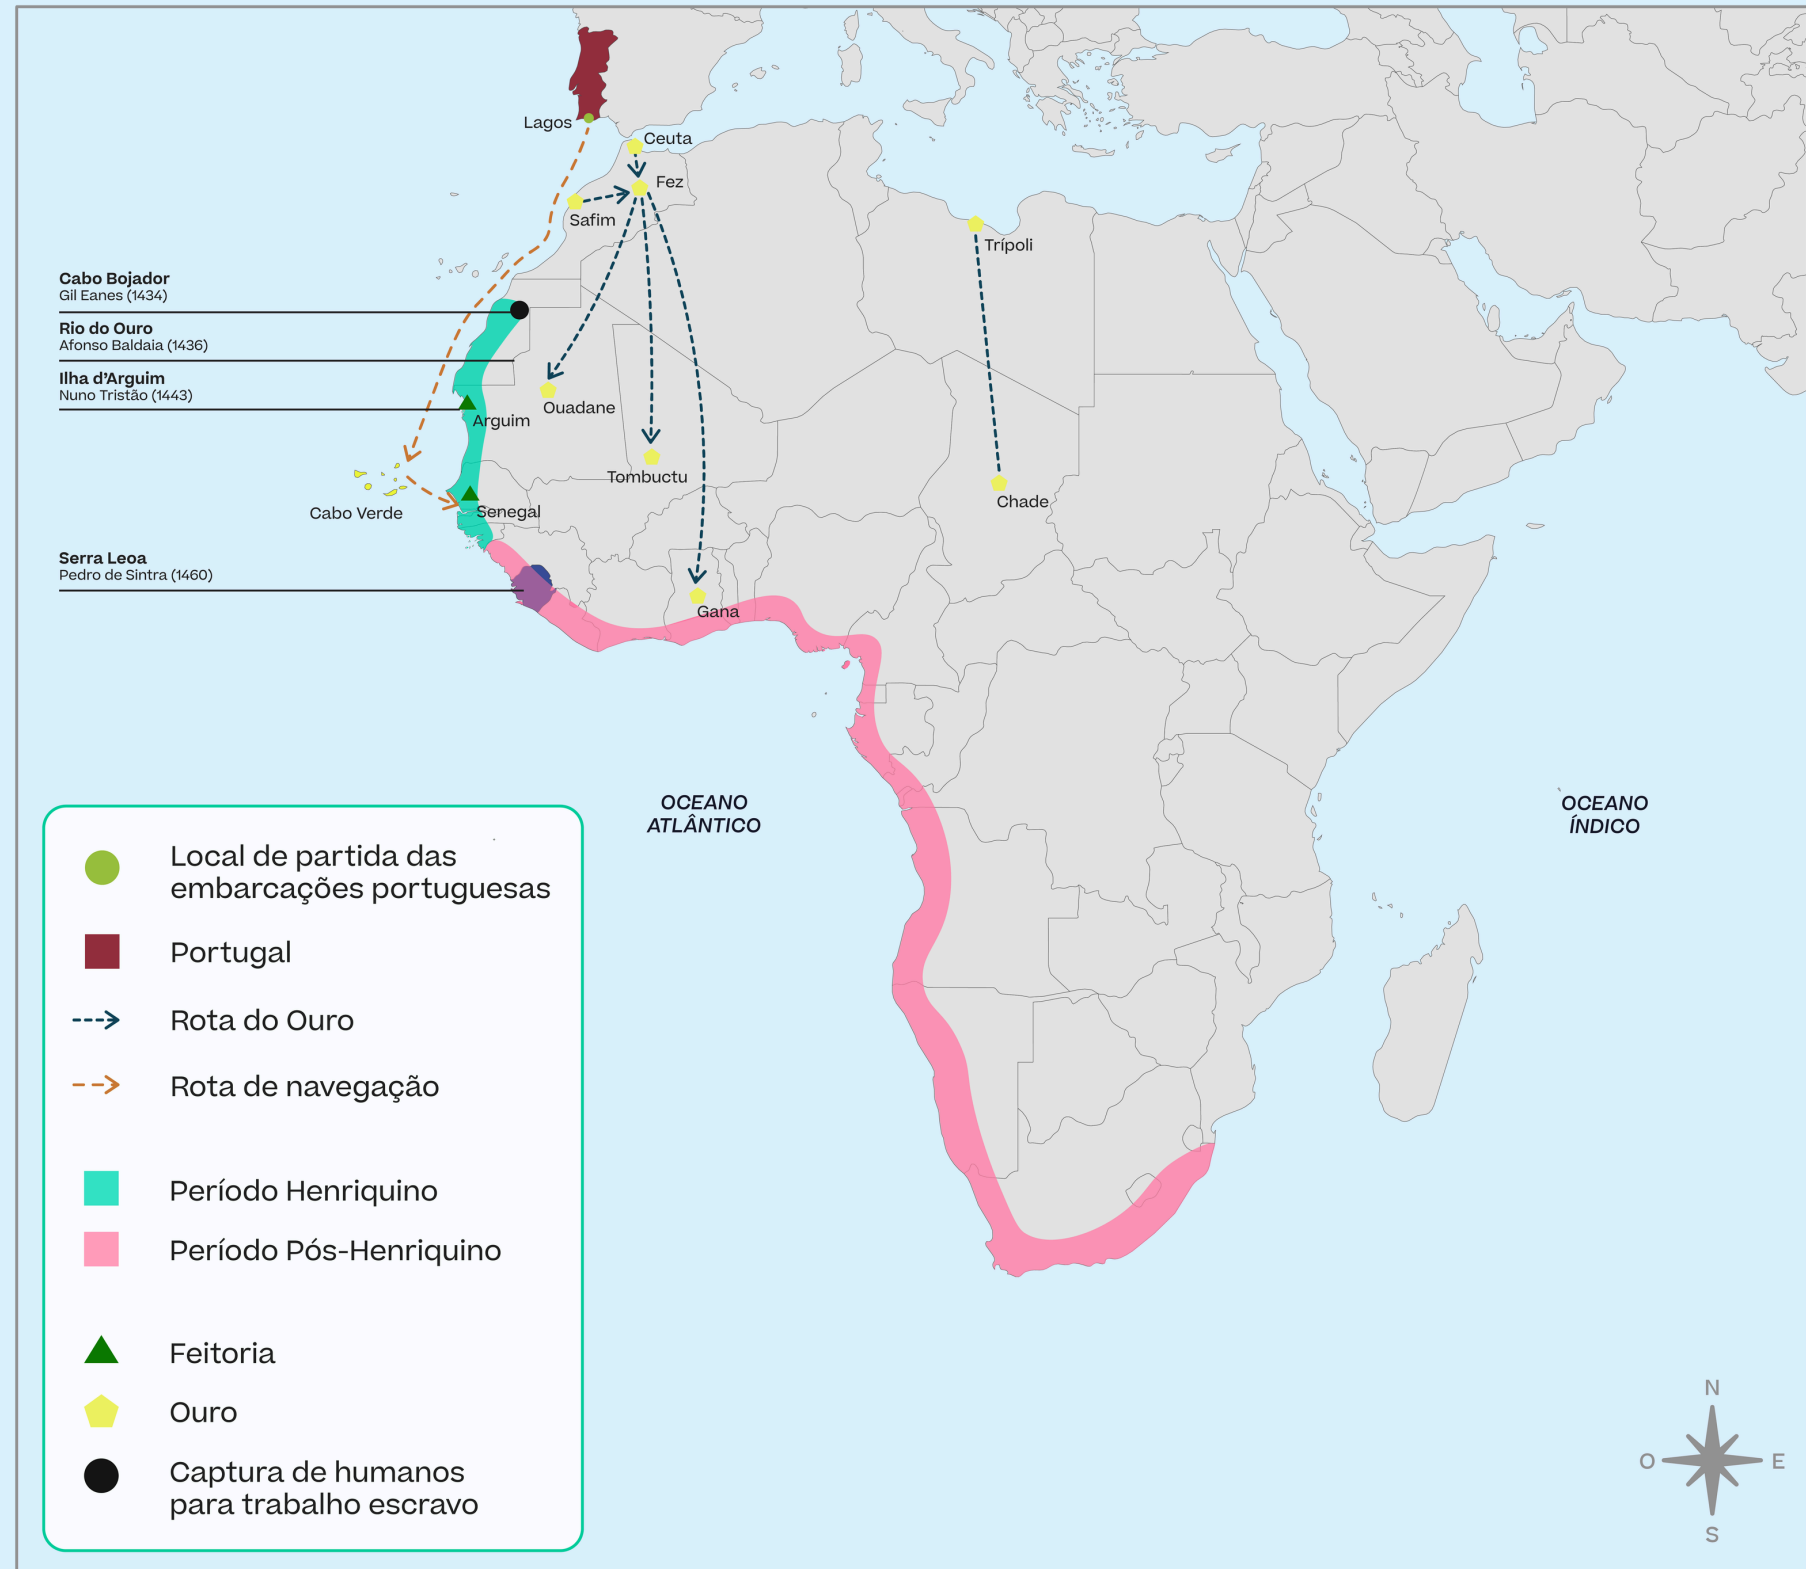 Lagos
Ceuta
Fez
Safim
Trípoli
Cabo Bojador
Gil Eanes (1434)
Rio do Ouro
Afonso Baldaia (1436)
Ilha d’Arguim
Nuno Tristão (1443)
Ouadane
Arguim
Tombuctu
Chade
Cabo Verde
Senegal
Serra Leoa
Pedro de Sintra (1460)
Gana
OCEANO
ATLÂNTICO
OCEANO
ÍNDICO
Local de partida das
embarcações portuguesas
Portugal
Rota do Ouro
Rota de navegação
Período Henriquino
Período Pós-Henriquino
Feitoria
Ouro
Captura de humanos
para trabalho escravo
N
O
E
S